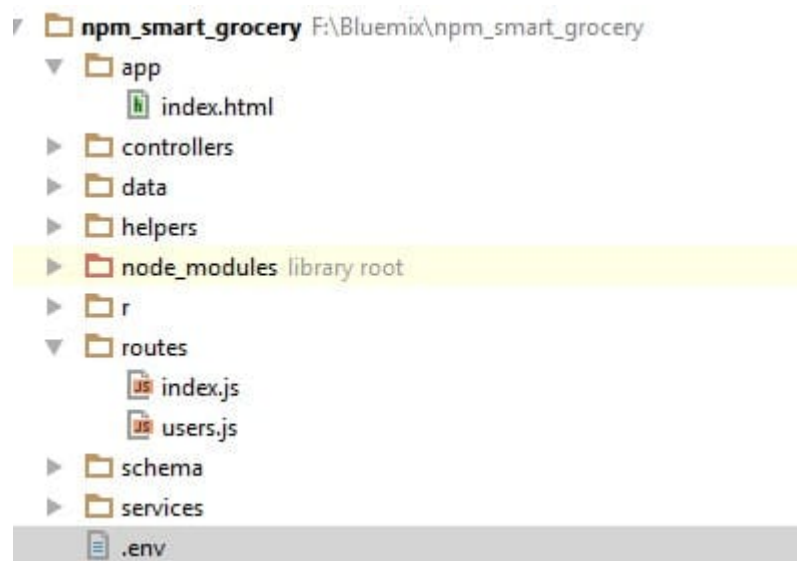 npm_smart_grocery F:\Bluemix\npm_smart_grocery
app
index.html
controllers
data
helpers
node_modules library root
r
routes
index.js
users.js
schema
services
.env